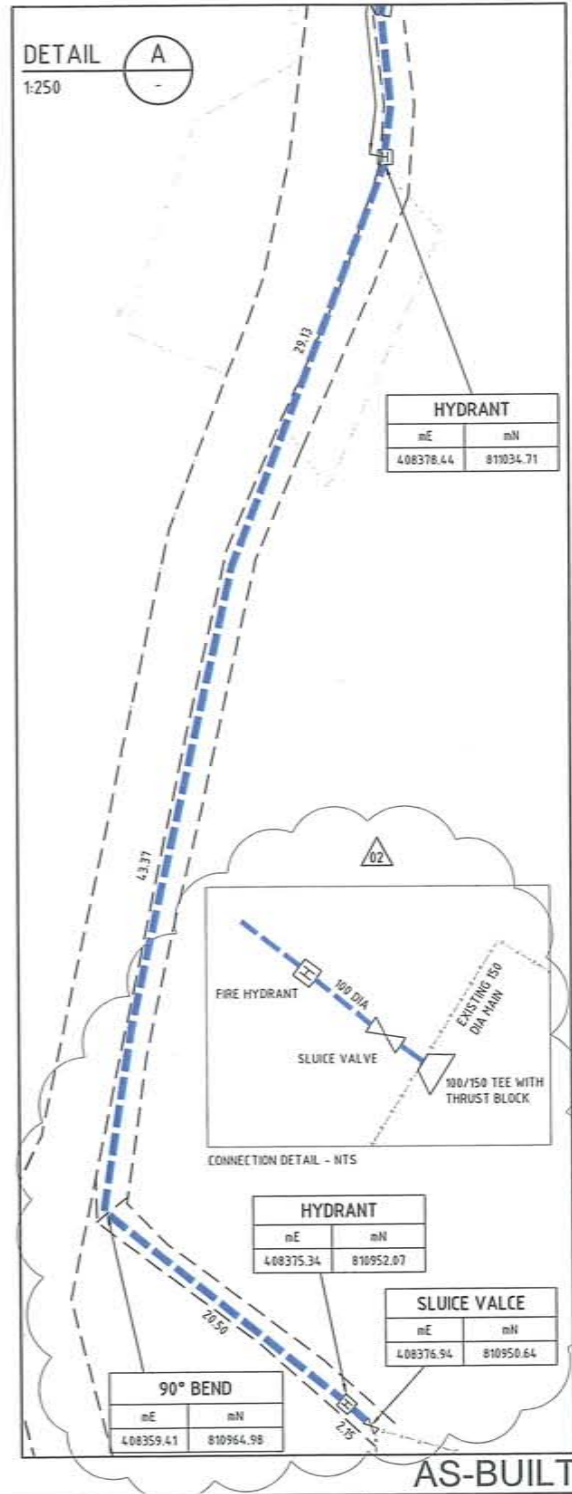 DETAIL
A
1:250
-
H
29.13
HYDRANT
mE mN
408378.44 811034.71
43.37
02
FIRE HYDRANT
H
100 DIA
EXISTING 150
DIA MAIN
SLUICE VALVE
100/150 TEE WITH
THRUST BLOCK
CONNECTION DETAIL - NTS
HYDRANT
mE mN
408375.34 810952.07
20.50
SLUICE VALCE
mE mN
408376.94 810950.64
90° BEND
mE mN
408359.41 810964.98
H
2.15
AS-BUILT